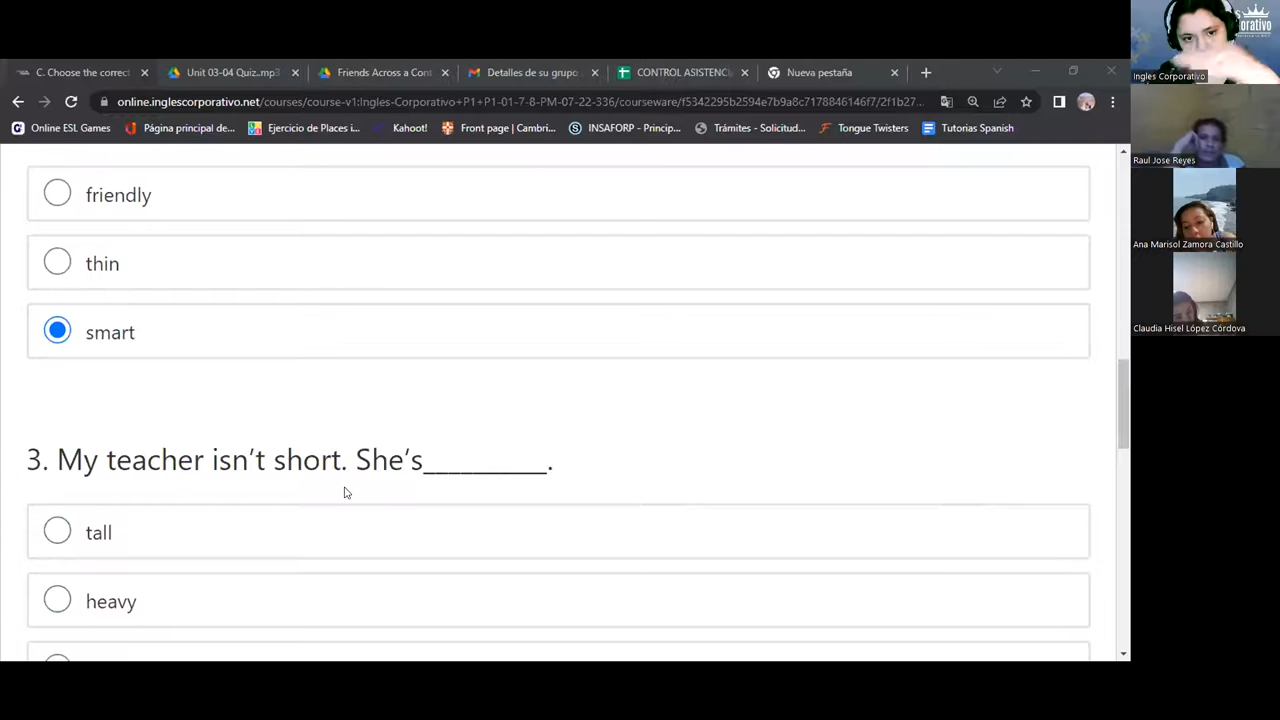 orativo
Ingles Corporativo
C. Choose the correct
Unit 03-04 Quiz..mp3
Friends Across a Cont
Detalles de su grupo
CONTROL ASISTENCI
Nueva pestaña
online.inglescorporativo.net/courses/course-v1:Ingles-Corporativo+P1+P1-01-7-8-PM-07-22-336/courseware/f5342295b2594e7b9a8c7178846146f7/2f1b27...
Online ESL Games
Página principal de...
Ejercicio de Places i...
Kahoot!
Front page | Cambri...
INSAFORP - Princip...
Trámites - Solicitud...
Tongue Twisters
Tutorias Spanish
Raul Jose Reyes
Ana Marisol Zamora Castillo
Claudia Hisel López Córdova
friendly
thin
smart
3. My teacher isn't short. She's__________.
tall
heavy